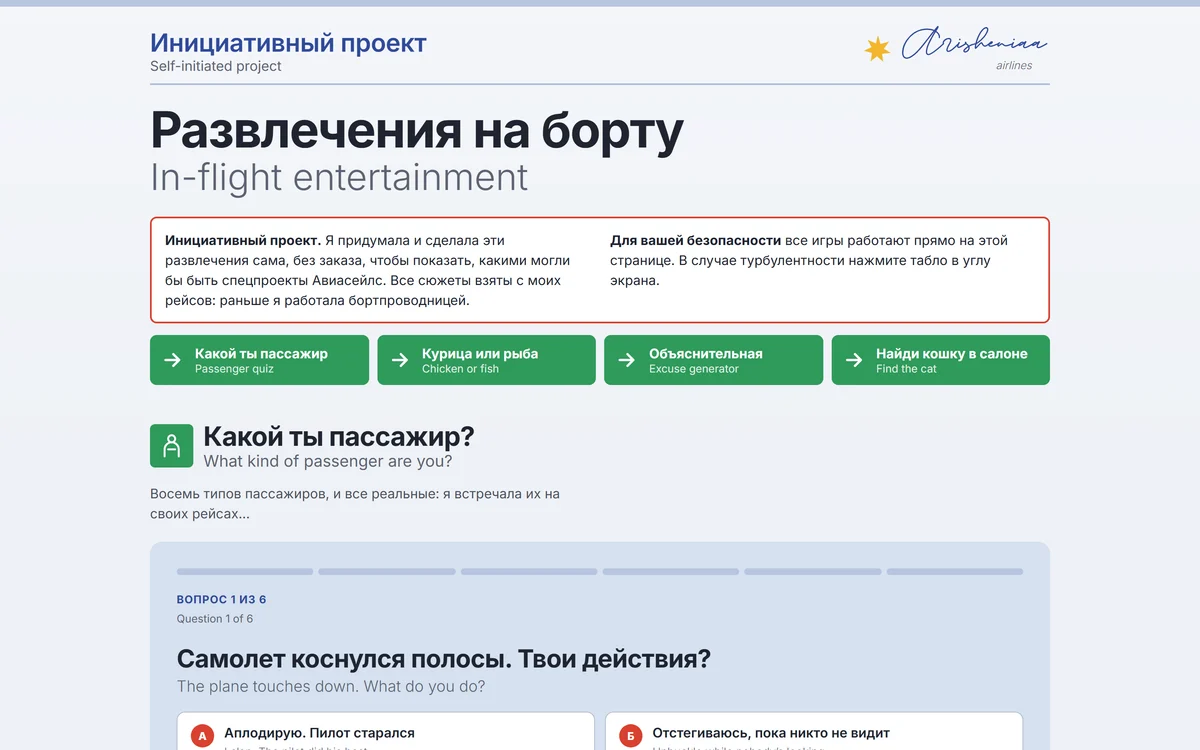 Инициативный проект
Self-initiated project
Arisheniaa
airlines
Развлечения на борту
In-flight entertainment
Инициативный проект. Я придумала и сделала эти
развлечения сама, без заказа, чтобы показать, какими могли
бы быть спецпроекты Авиасейлс. Все сюжеты взяты с моих
рейсов: раньше я работала бортпроводницей.
Для вашей безопасности все игры работают прямо на этой
странице. В случае турбулентности нажмите табло в углу
экрана.
Какой ты пассажир
Passenger quiz
Курица или рыба
Chicken or fish
Объяснительная
Excuse generator
Найди кошку в салоне
Find the cat
Какой ты пассажир?
What kind of passenger are you?
Восемь типов пассажиров, и все реальные: я встречала их на
своих рейсах...
ВОПРОС 1 ИЗ 6
Question 1 of 6
Самолет коснулся полосы. Твои действия?
The plane touches down. What do you do?
А
Аплодирую. Пилот старался
Б
Отстегиваюсь, пока никто не видит